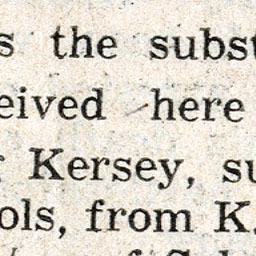 s the subst
eived here
Kersey, su
ols, from K.